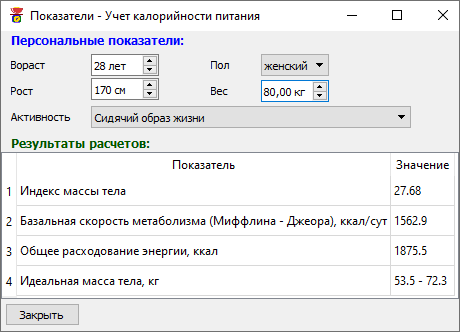 Показатели - Учет калорийности питания
Персональные показатели:
Вораст 28 лет Пол женский
Рост 170 см Вес 80,00 кг
Активность Сидячий образ жизни
Результаты расчетов:
Показатель Значение
1 Индекс массы тела 27.68
2 Базальная скорость метаболизма (Миффлина - Джеора), ккал/сут 1562.9
3 Общее расходование энергии, ккал 1875.5
4 Идеальная масса тела, кг 53.5 - 72.3
Закрыть